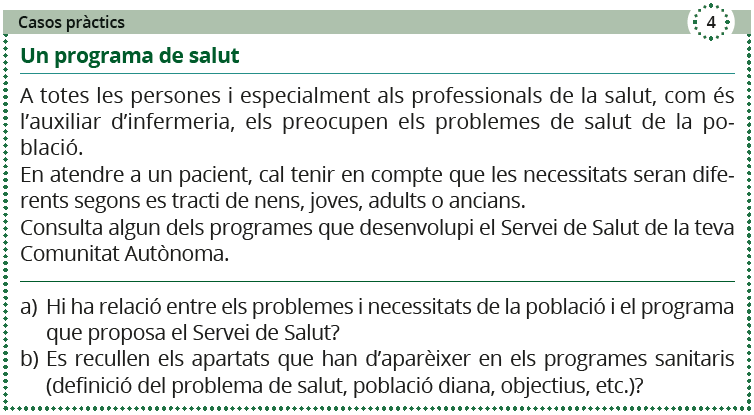 Casos pràctics
4
Un programa de salut
A totes les persones i especialment als professionals de la salut, com és
l’auxiliar d’infermeria, els preocupen els problemes de salut de la po-
blació.
En atendre a un pacient, cal tenir en compte que les necessitats seran dife-
rents segons es tracti de nens, joves, adults o ancians.
Consulta algun dels programes que desenvolupi el Servei de Salut de la teva
Comunitat Autònoma.
a) Hi ha relació entre els problemes i necessitats de la població i el programa
que proposa el Servei de Salut?
b) Es recullen els apartats que han d’aparèixer en els programes sanitaris
(definició del problema de salut, població diana, objectius, etc.)?